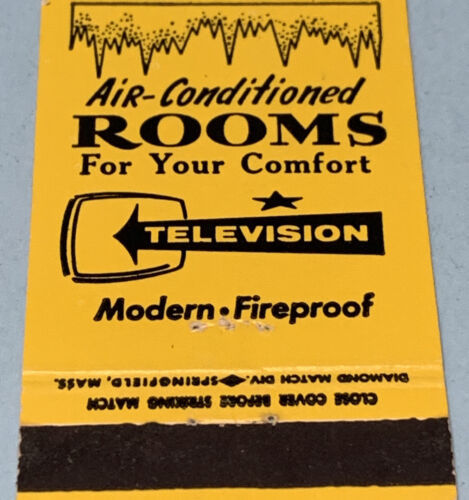 Air-Conditioned
ROOMS
For Your Comfort
TELEVISION
Modern • Fireproof
DIAMOND MATCH DIV. SPRINGFIELD, MASS.
CLOSE COVER BEFORE STRIKING MATCH